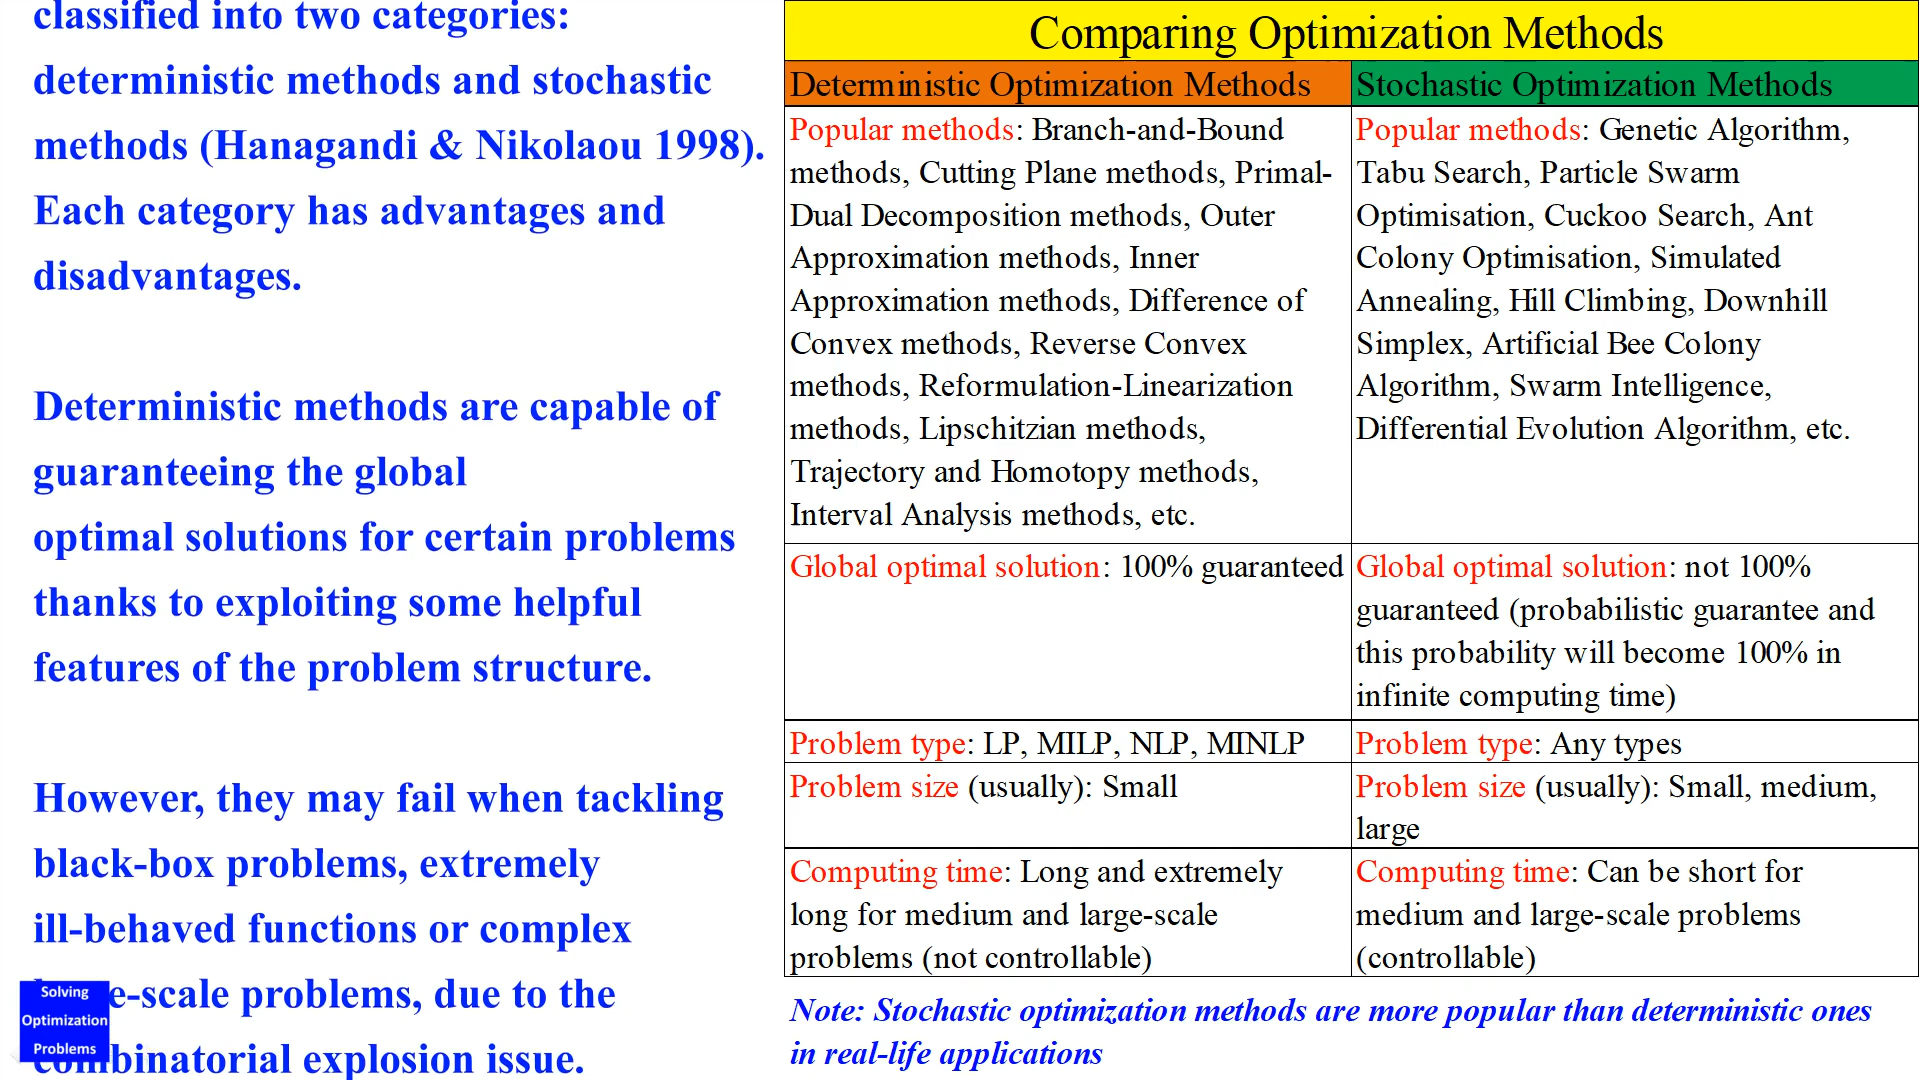 classified into two categories:
deterministic methods and stochastic
methods (Hanagandi & Nikolaou 1998).
Each category has advantages and
disadvantages.
Deterministic methods are capable of
guaranteeing the global
optimal solutions for certain problems
thanks to exploiting some helpful
features of the problem structure.
However, they may fail when tackling
black-box problems, extremely
ill-behaved functions or complex
e-scale problems, due to the
combinatorial explosion issue.
Solving
Optimization
Problems
Comparing Optimization Methods
Deterministic Optimization Methods
Popular methods: Branch-and-Bound
methods, Cutting Plane methods, Primal-
Dual Decomposition methods, Outer
Approximation methods, Inner
Approximation methods, Difference of
Convex methods, Reverse Convex
methods, Reformulation-Linearization
methods, Lipschitzian methods,
Trajectory and Homotopy methods,
Interval Analysis methods, etc.
Stochastic Optimization Methods
Popular methods: Genetic Algorithm,
Tabu Search, Particle Swarm
Optimisation, Cuckoo Search, Ant
Colony Optimisation, Simulated
Annealing, Hill Climbing, Downhill
Simplex, Artificial Bee Colony
Algorithm, Swarm Intelligence,
Differential Evolution Algorithm, etc.
Global optimal solution: 100% guaranteed
Global optimal solution: not 100%
guaranteed (probabilistic guarantee and
this probability will become 100% in
infinite computing time)
Problem type: LP, MILP, NLP, MINLP
Problem type: Any types
Problem size (usually): Small
Problem size (usually): Small, medium,
large
Computing time: Long and extremely
long for medium and large-scale
problems (not controllable)
Computing time: Can be short for
medium and large-scale problems
(controllable)
Note: Stochastic optimization methods are more popular than deterministic ones
in real-life applications